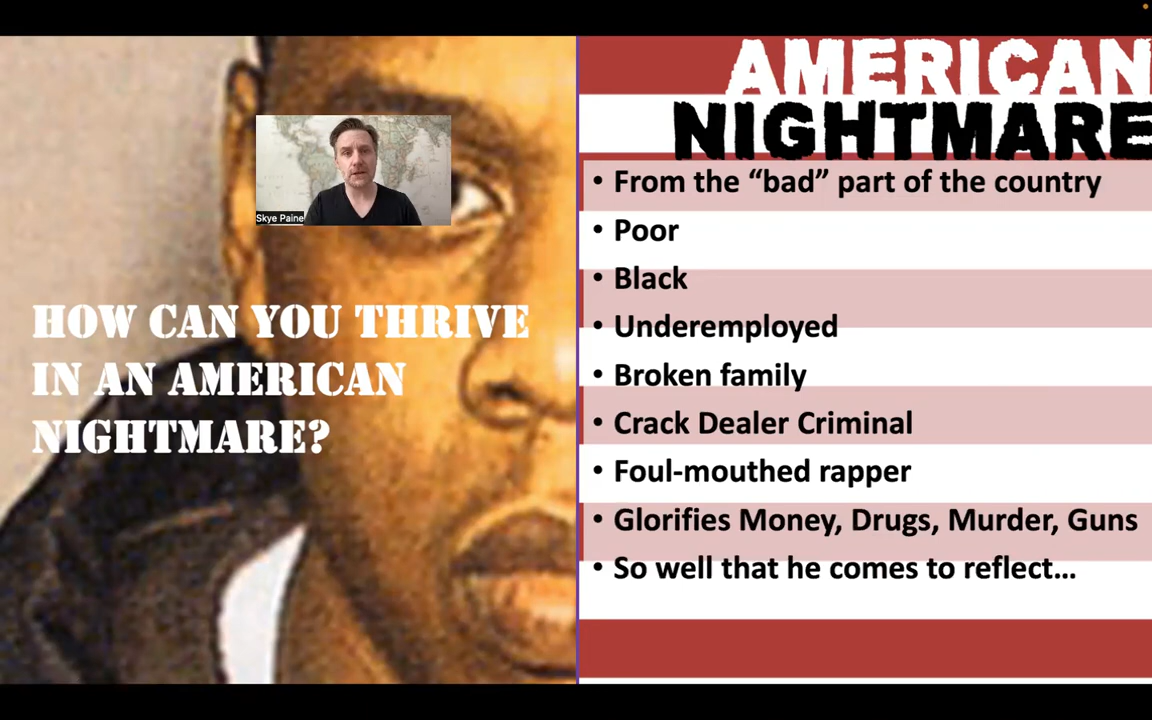 HOW CAN YOU THRIVE
IN AN AMERICAN
NIGHTMARE?
Skye Paine
AMERICAN
NIGHTMARE
• From the “bad” part of the country
• Poor
• Black
• Underemployed
• Broken family
• Crack Dealer Criminal
• Foul-mouthed rapper
• Glorifies Money, Drugs, Murder, Guns
• So well that he comes to reflect…